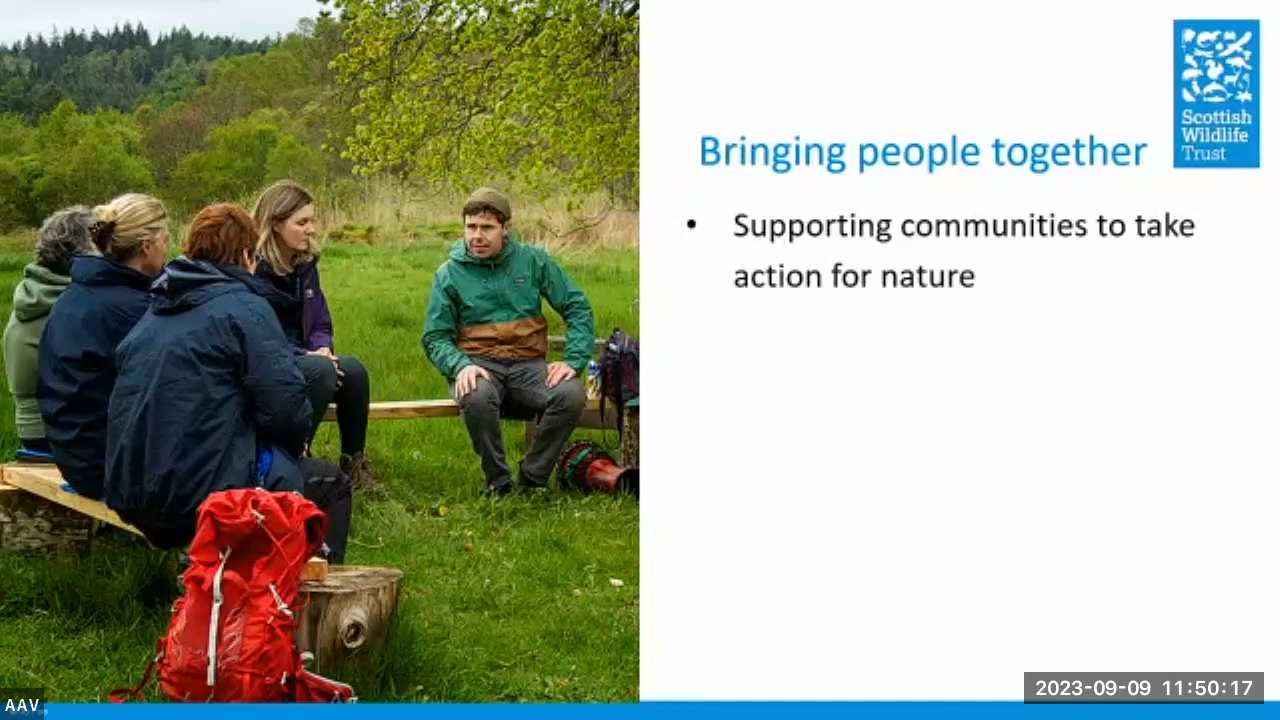 Scottish
Wildlife
Trust
Bringing people together
• Supporting communities to take
action for nature
2023-09-09 11:50:17
AAV